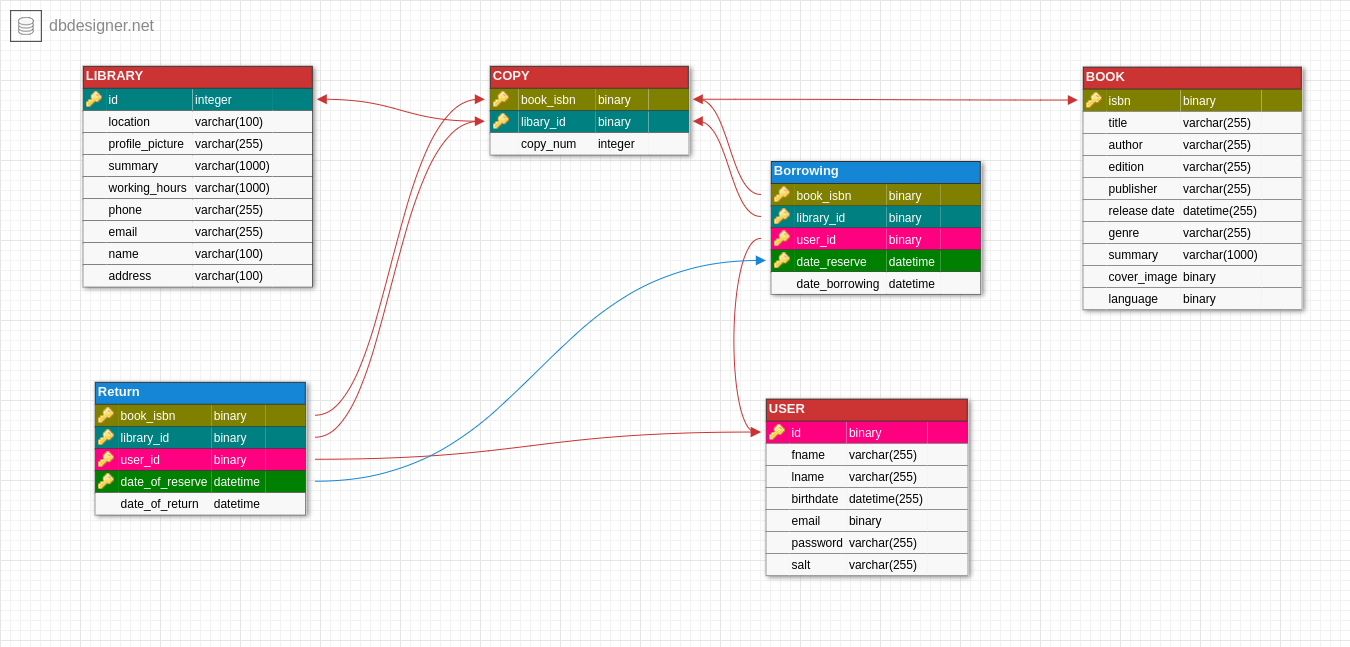 dbdesigner.net
LIBRARY
id integer
location varchar(100)
profile_picture varchar(255)
summary varchar(1000)
working_hours varchar(1000)
phone varchar(255)
email varchar(255)
name varchar(100)
address varchar(100)
COPY
book_isbn binary
libary_id binary
copy_num integer
BOOK
isbn binary
title varchar(255)
author varchar(255)
edition varchar(255)
publisher varchar(255)
release date datetime(255)
genre varchar(255)
summary varchar(1000)
cover_image binary
language binary
Borrowing
book_isbn binary
library_id binary
user_id binary
date_reserve datetime
date_borrowing datetime
Return
book_isbn binary
library_id binary
user_id binary
date_of_reserve datetime
date_of_return datetime
USER
id binary
fname varchar(255)
lname varchar(255)
birthdate datetime(255)
email binary
password varchar(255)
salt varchar(255)